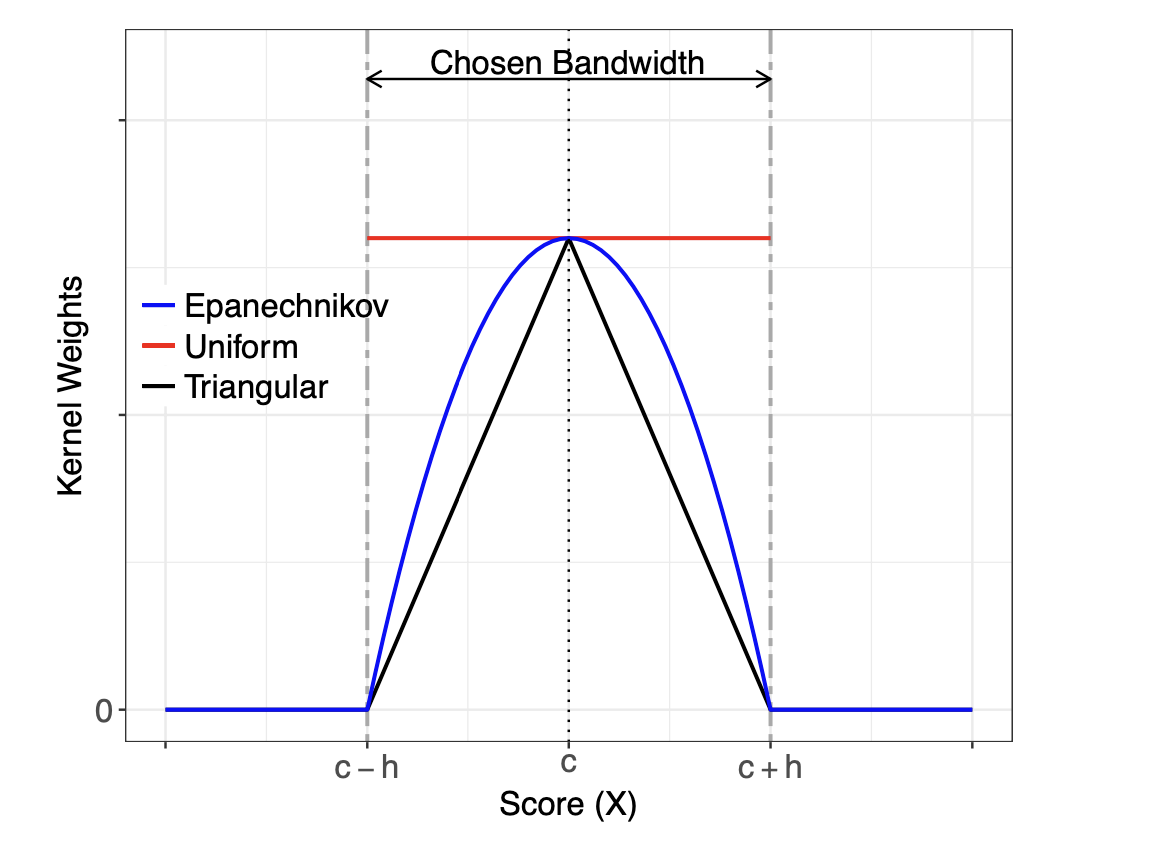 Chosen Bandwidth
Kernel Weights
Epanechnikov
Uniform
Triangular
0
c − h
c
c + h
Score (X)